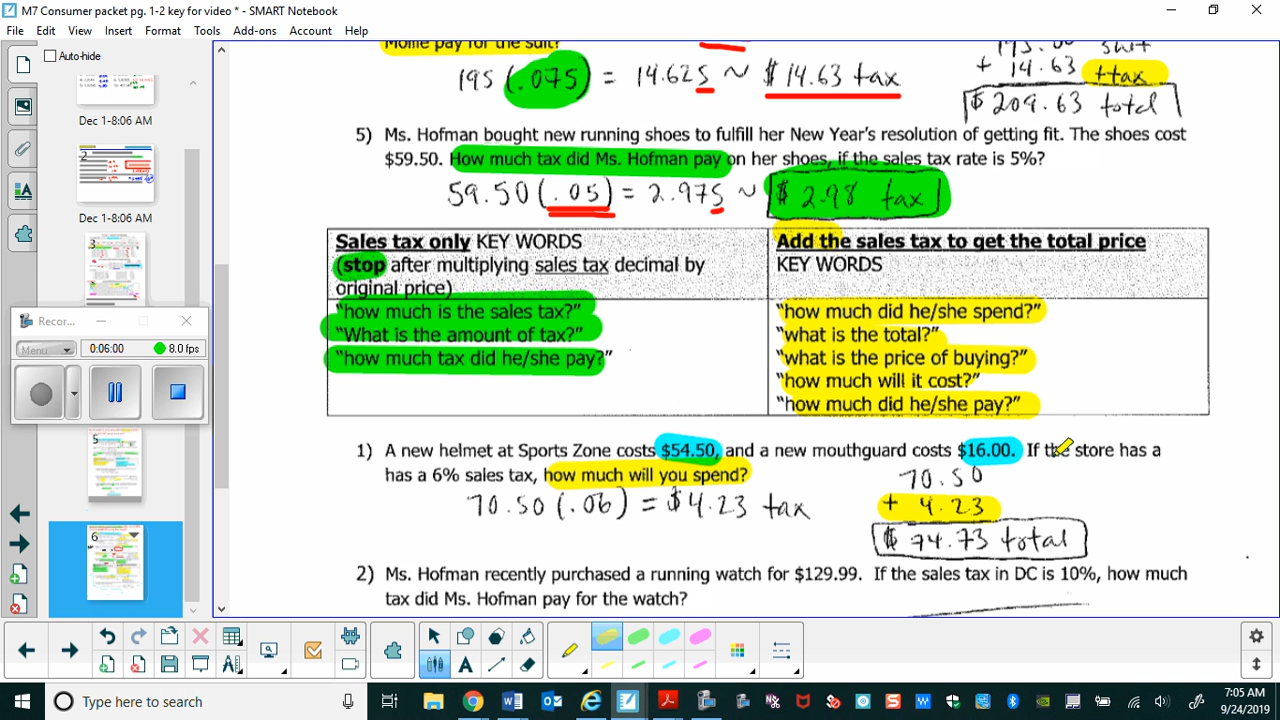 M7 Consumer packet pg. 1-2 key for video * - SMART Notebook
File Edit View Insert Format Tools Add-ons Account Help
Auto-hide
Dec 1-8:06 AM
2
Dec 1-8:06 AM
3
Recor...
Menu 0:06:00 8.0 fps
5
6
Mome pay for the suit?
195 (.075) = 14.625 ~ $14.63 tax
195.00 suit
+ 14.63 +tax
$209.63 total
5) Ms. Hofman bought new running shoes to fulfill her New Year's resolution of getting fit. The shoes cost
$59.50. How much tax did Ms. Hofman pay on her shoes, if the sales tax rate is 5%?
59.50 (.05) = 2.975 ~ $2.98 tax
Sales tax only KEY WORDS
(stop after multiplying sales tax decimal by
original price)
Add the sales tax to get the total price
KEY WORDS
"how much is the sales tax?"
"What is the amount of tax?"
"how much tax did he/she pay?"
"how much did he/she spend?"
"what is the total?"
"what is the price of buying?"
"how much will it cost?"
"how much did he/she pay?"
1) A new helmet at Sports Zone costs $54.50, and a new mouthguard costs $16.00. If the store has a
has a 6% sales tax, how much will you spend?
70.50 (.06) = $4.23 tax
70.50
+ 4.23
$74.73 total
2) Ms. Hofman recently purchased a running watch for $129.99. If the sales tax in DC is 10%, how much
tax did Ms. Hofman pay for the watch?
Type here to search
7:05 AM
9/24/2019